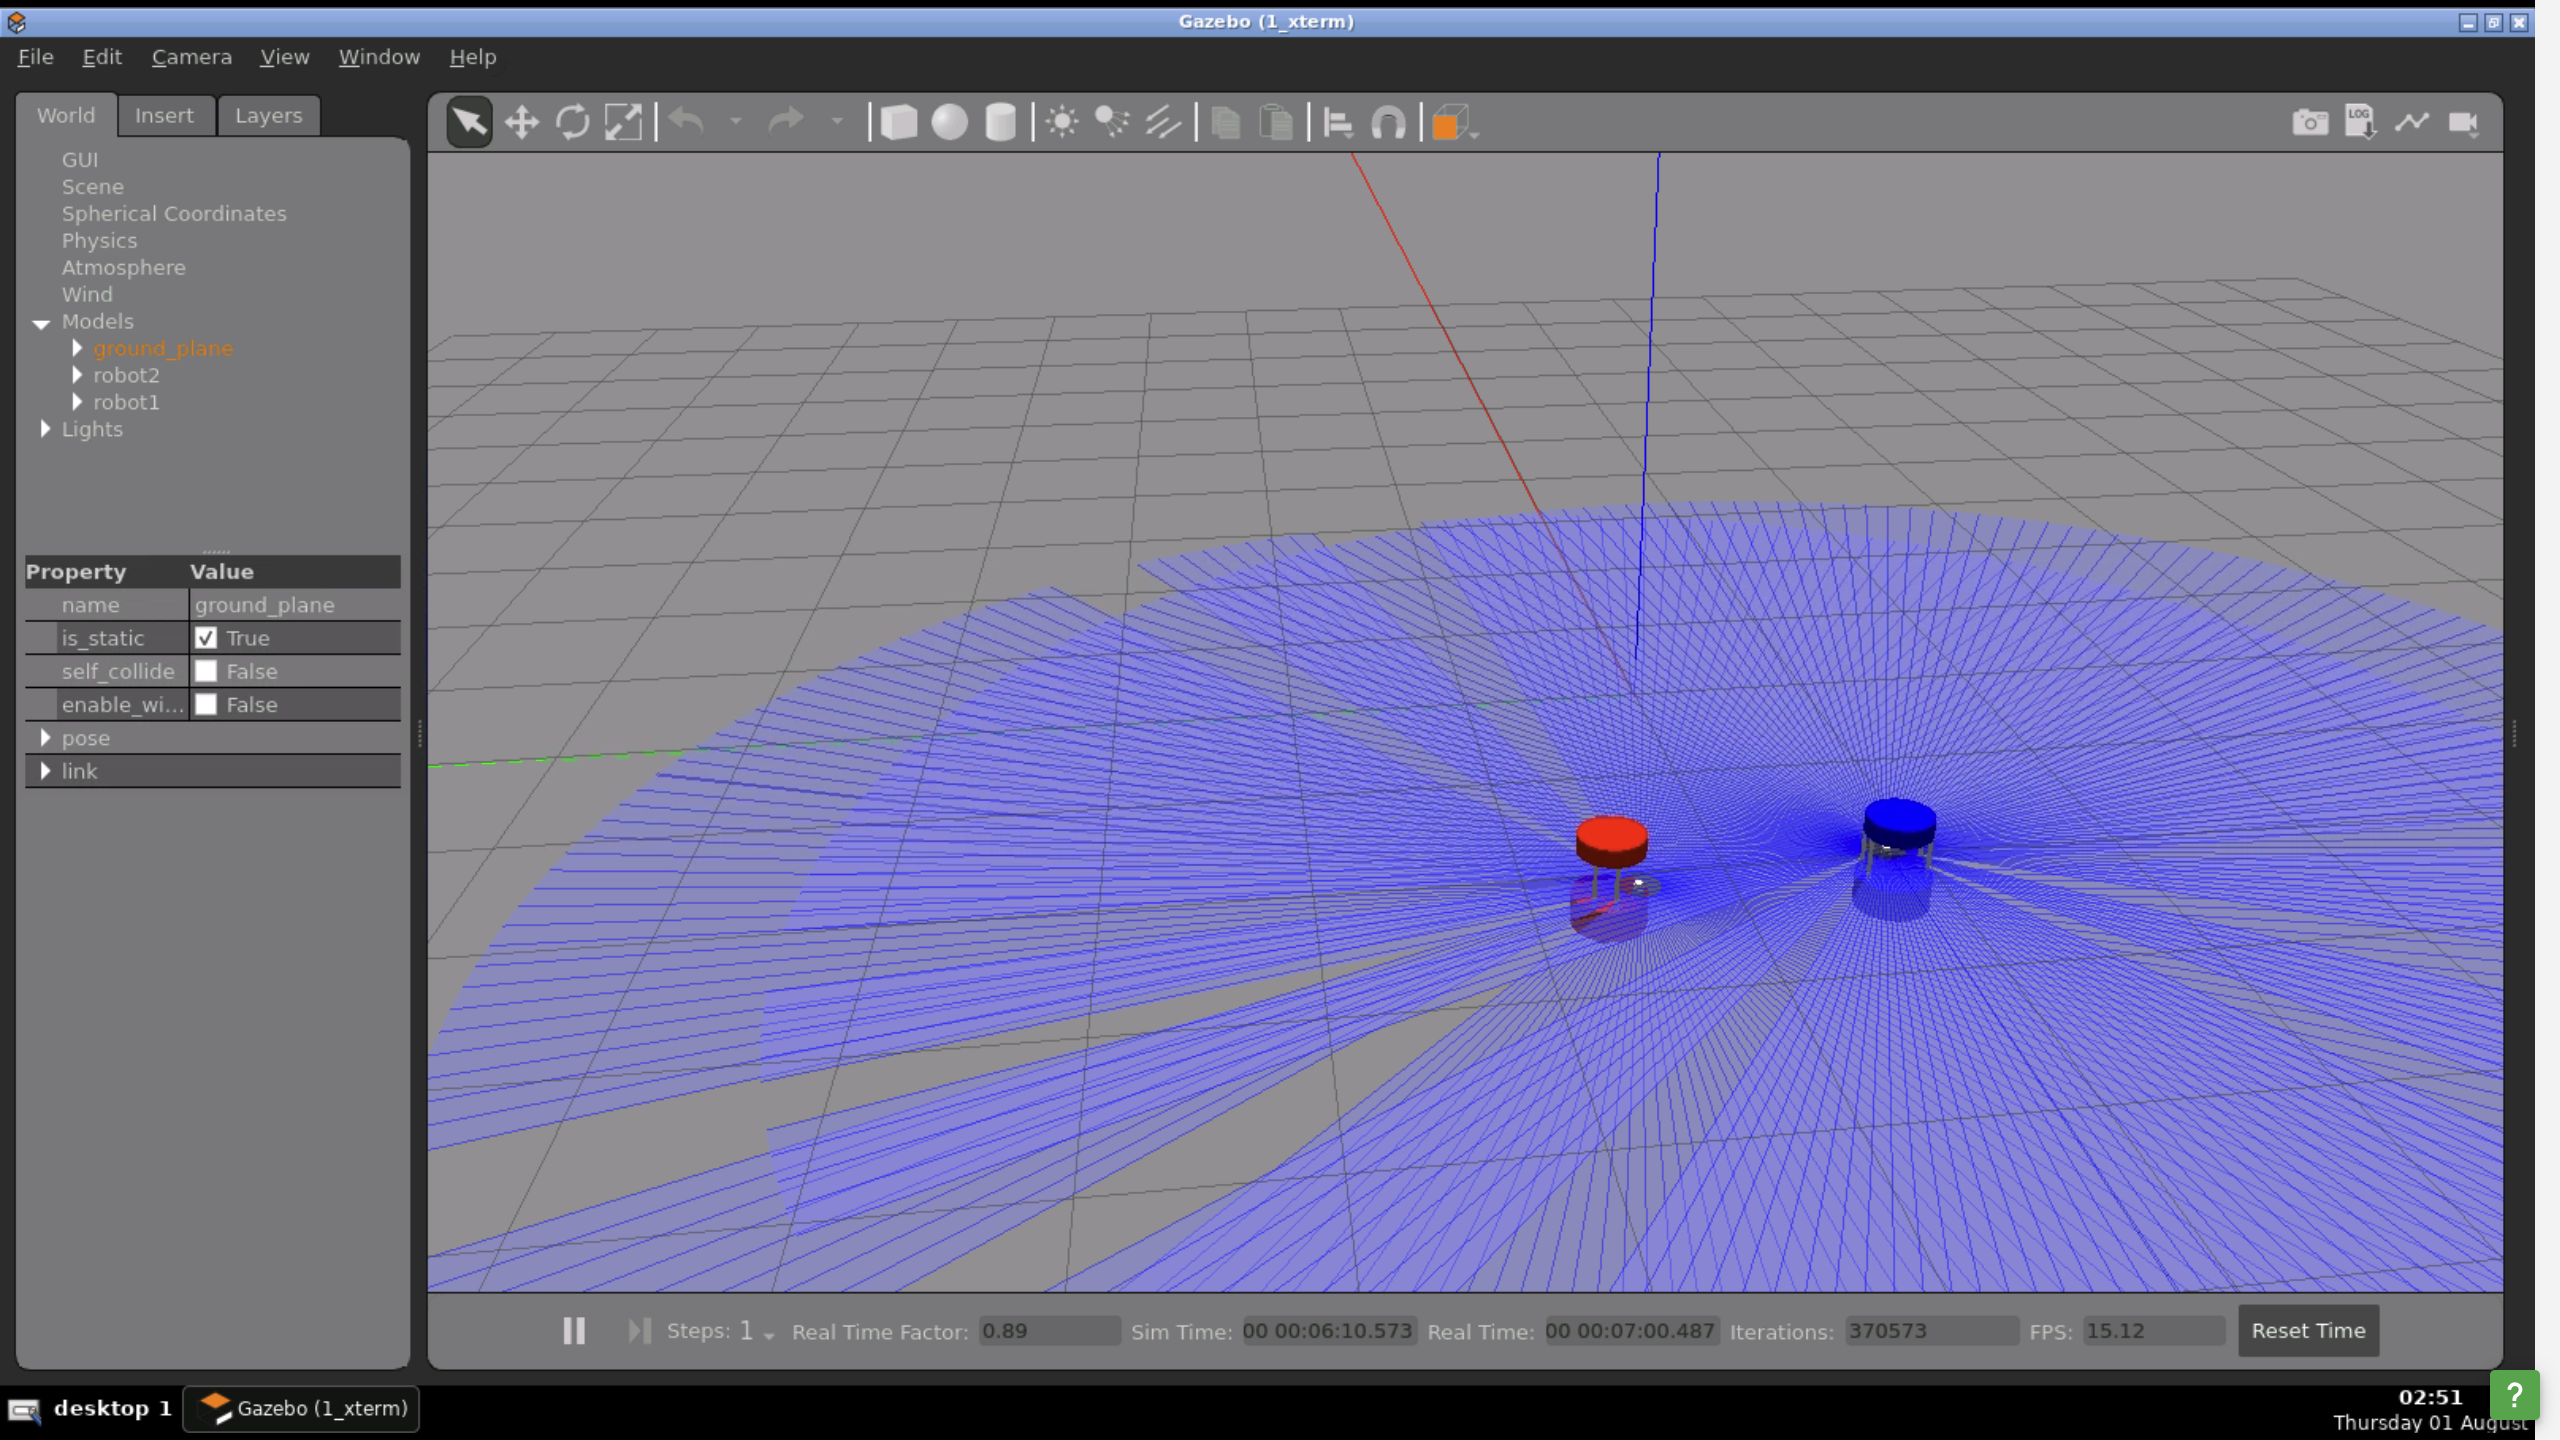 Gazebo (1_xterm)
File Edit Camera View Window Help
World Insert Layers
LOG
GUI
Scene
Spherical Coordinates
Physics
Atmosphere
Wind
Models
ground_plane
robot2
robot1
Lights
Property Value
name ground_plane
is_static True
self_collide False
enable_wi... False
pose
link
Steps: 1 Real Time Factor: 0.89 Sim Time: 00 00:06:10.573 Real Time: 00 00:07:00.487 Iterations: 370573 FPS: 15.12 Reset Time
desktop 1 Gazebo (1_xterm) 02:51
Thursday 01 August
?